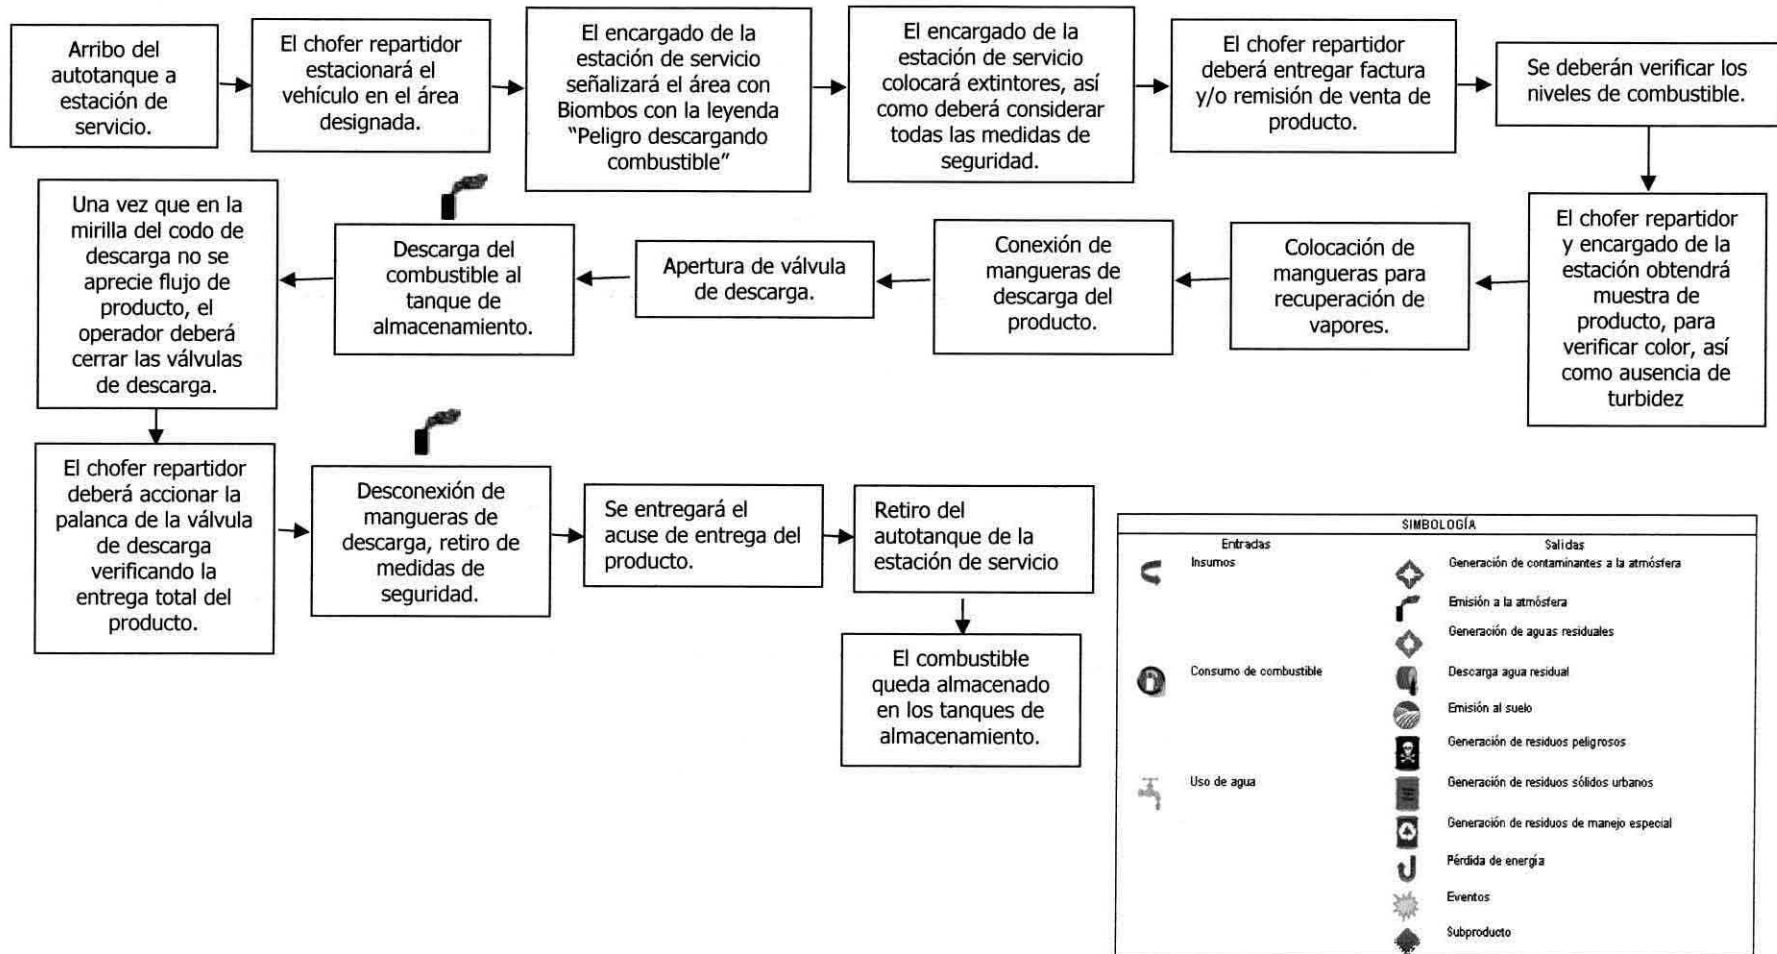 Arribo del
autotanque a
estación de
servicio.
El chofer repartidor
estacionará el
vehículo en el área
designada.
El encargado de la
estación de servicio
señalizará el área con
Biombos con la leyenda
“Peligro descargando
combustible”
El encargado de la
estación de servicio
colocará extintores, así
como deberá considerar
todas las medidas de
seguridad.
El chofer repartidor
deberá entregar factura
y/o remisión de venta de
producto.
Se deberán verificar los
niveles de combustible.
El chofer repartidor
y encargado de la
estación obtendrá
muestra de
producto, para
verificar color, así
como ausencia de
turbidez
Colocación de
mangueras para
recuperación de
vapores.
Conexión de
mangueras de
descarga del
producto.
Apertura de válvula
de descarga.
Descarga del
combustible al
tanque de
almacenamiento.
Una vez que en la
mirilla del codo de
descarga no se
aprecie flujo de
producto, el
operador deberá
cerrar las válvulas
de descarga.
El chofer repartidor
deberá accionar la
palanca de la válvula
de descarga
verificando la
entrega total del
producto.
Desconexión de
mangueras de
descarga, retiro de
medidas de
seguridad.
Se entregará el
acuse de entrega del
producto.
Retiro del
autotanque de la
estación de servicio
El combustible
queda almacenado
en los tanques de
almacenamiento.
SIMBOLOGÍA
Entradas
Insumos
Consumo de combustible
Uso de agua
Salidas
Generación de contaminantes a la atmósfera
Emisión a la atmósfera
Generación de aguas residuales
Descarga agua residual
Emisión al suelo
Generación de residuos peligrosos
Generación de residuos sólidos urbanos
Generación de residuos de manejo especial
Pérdida de energía
Eventos
Subproducto